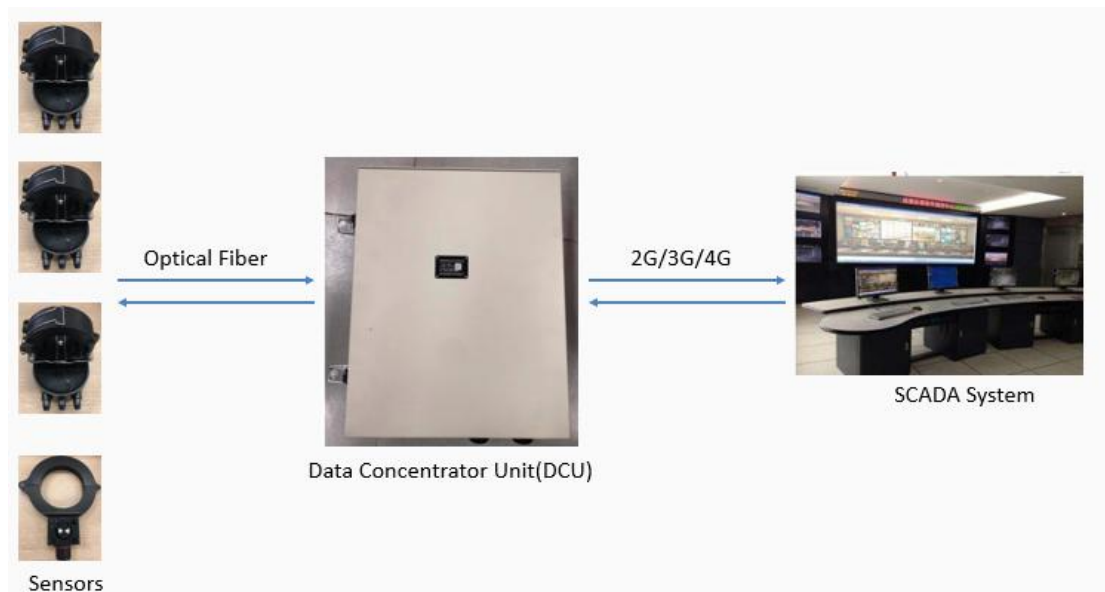 Optical Fiber
2G/3G/4G
SCADA System
Data Concentrator Unit(DCU)
Sensors